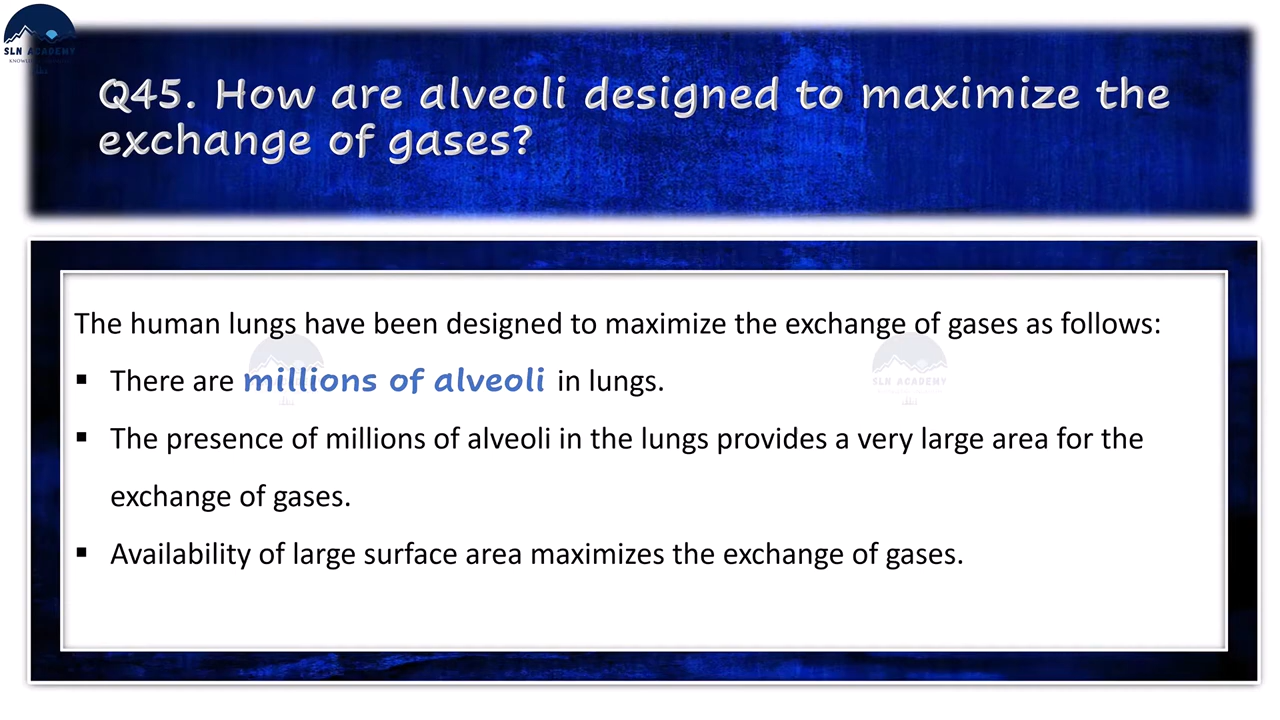 SLN ACADEMY
Q45. How are alveoli designed to maximize the
exchange of gases?
The human lungs have been designed to maximize the exchange of gases as follows:
▪ There are millions of alveoli in lungs.
▪ The presence of millions of alveoli in the lungs provides a very large area for the
exchange of gases.
▪ Availability of large surface area maximizes the exchange of gases.
SLN ACADEMY